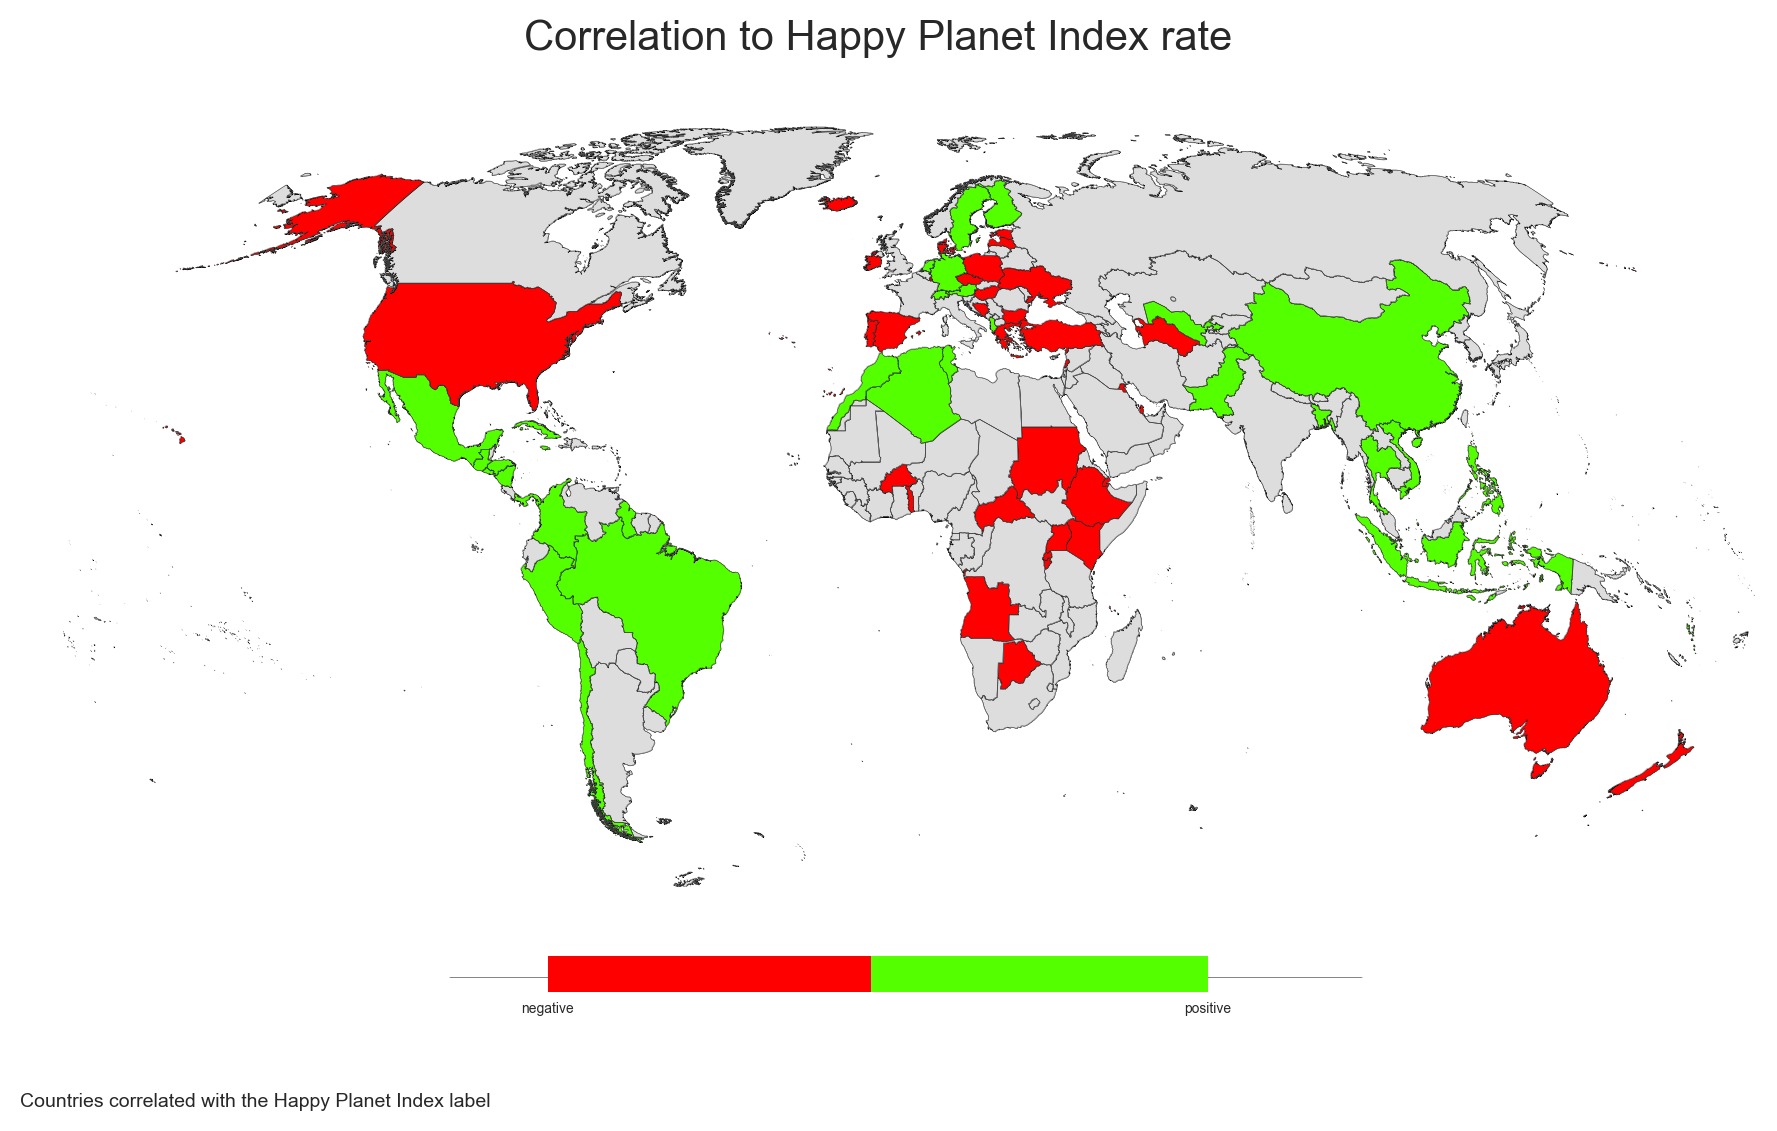 Correlation to Happy Planet Index rate
negative
positive
Countries correlated with the Happy Planet Index label